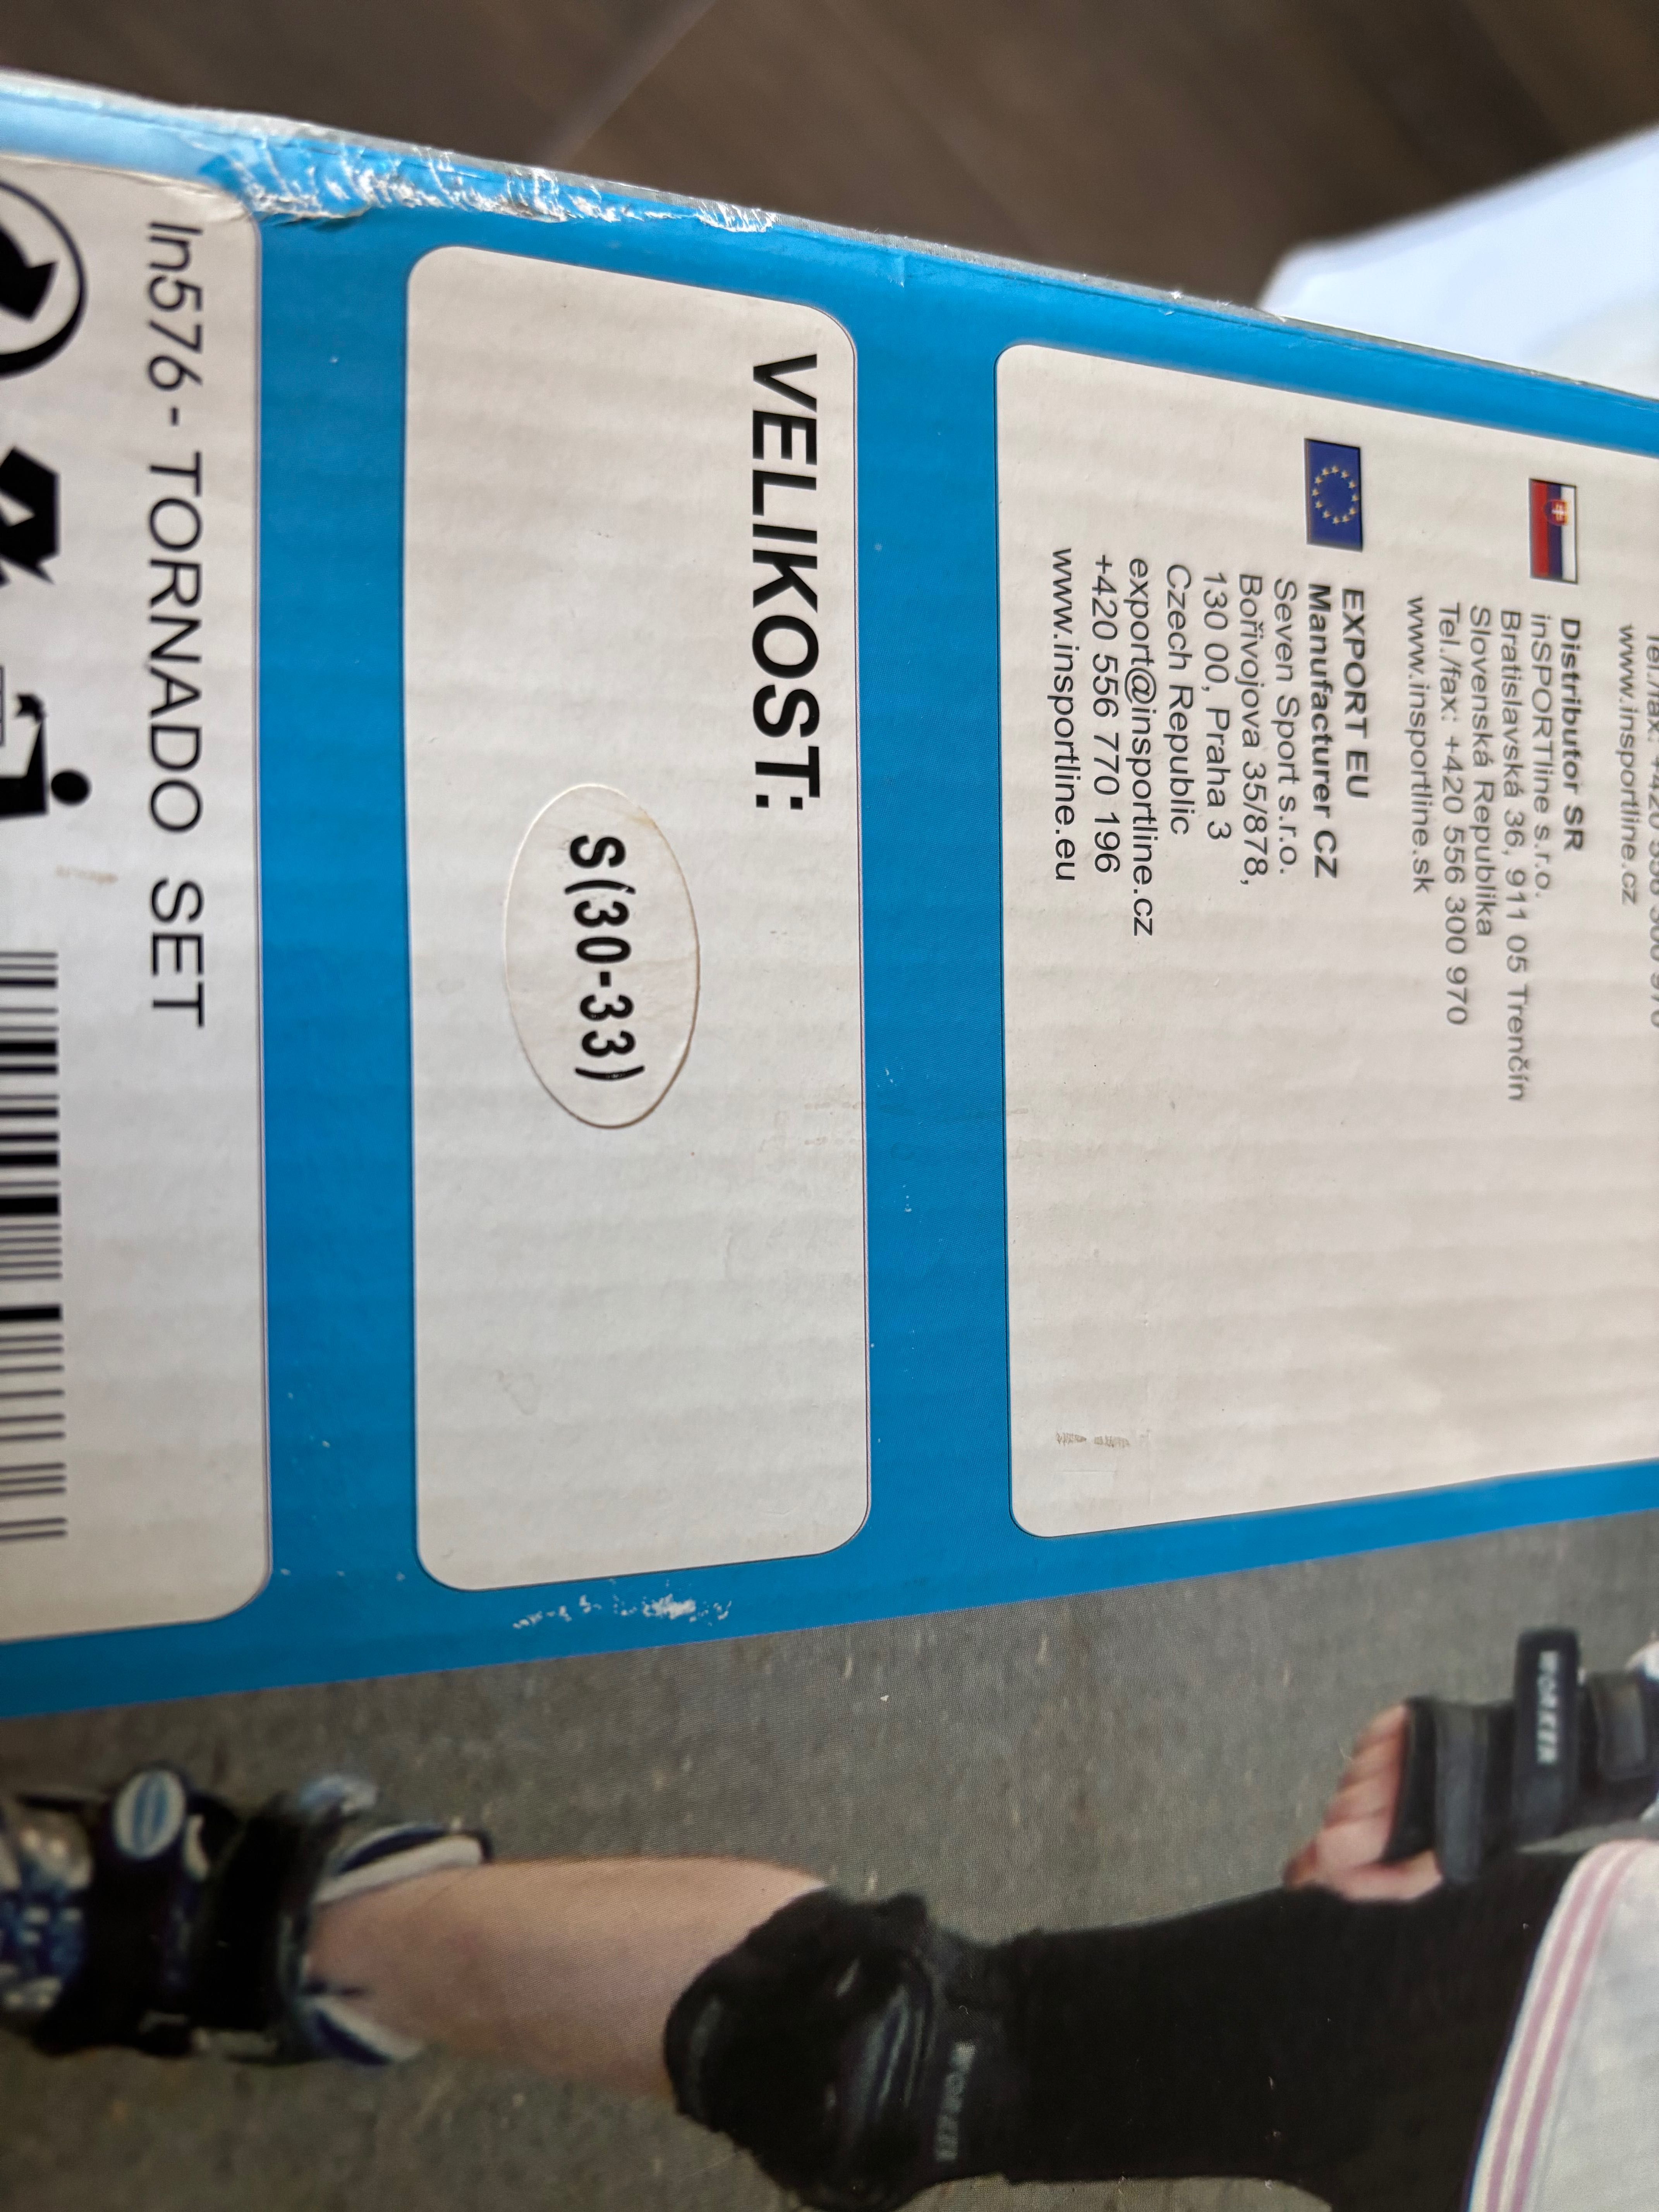 www.insportline.cz
Distributor SR
inSPORTline s.r.o.
Bratislavská 36, 911 05 Trenčín
Slovenská Republika
Tel./fax: +420 556 300 970
www.insportline.sk
EXPORT EU
Manufacturer CZ
Seven Sport s.r.o.
Bořivojova 35/878,
130 00, Praha 3
Czech Republic
export@insportline.cz
+420 556 770 196
www.insportline.eu
VELIKOST:
S(30-33)
In576 - TORNADO SET
WORKER
WORKER